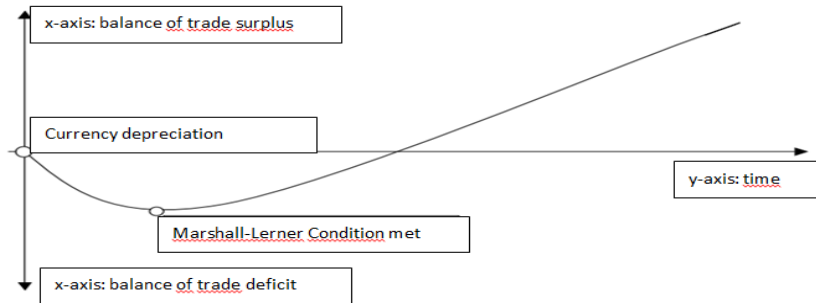 x-axis: balance of trade surplus
Currency depreciation
y-axis: time
Marshall-Lerner Condition met
x-axis: balance of trade deficit